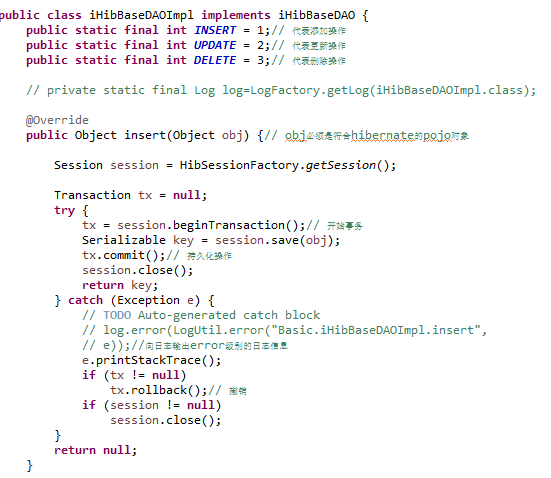 public class iHibBaseDAOImpl implements iHibBaseDAO {
    public static final int INSERT = 1;// 代表添加操作
    public static final int UPDATE = 2;// 代表更新操作
    public static final int DELETE = 3;// 代表删除操作
    // private static final Log log=LogFactory.getLog(iHibBaseDAOImpl.class);
    @Override
    public Object insert(Object obj) {// obj必须是符合hibernate的pojo对象
        Session session = HibSessionFactory.getSession();
        Transaction tx = null;
        try {
            tx = session.beginTransaction();// 开始事务
            Serializable key = session.save(obj);
            tx.commit();// 持久化操作
            session.close();
            return key;
        } catch (Exception e) {
            // TODO Auto-generated catch block
            // log.error(LogUtil.error("Basic.iHibBaseDAOImpl.insert",
            // e));//向日志输出error级别的日志信息
            e.printStackTrace();
            if (tx != null)
                tx.rollback();// 撤销
            if (session != null)
                session.close();
        }
        return null;
    }